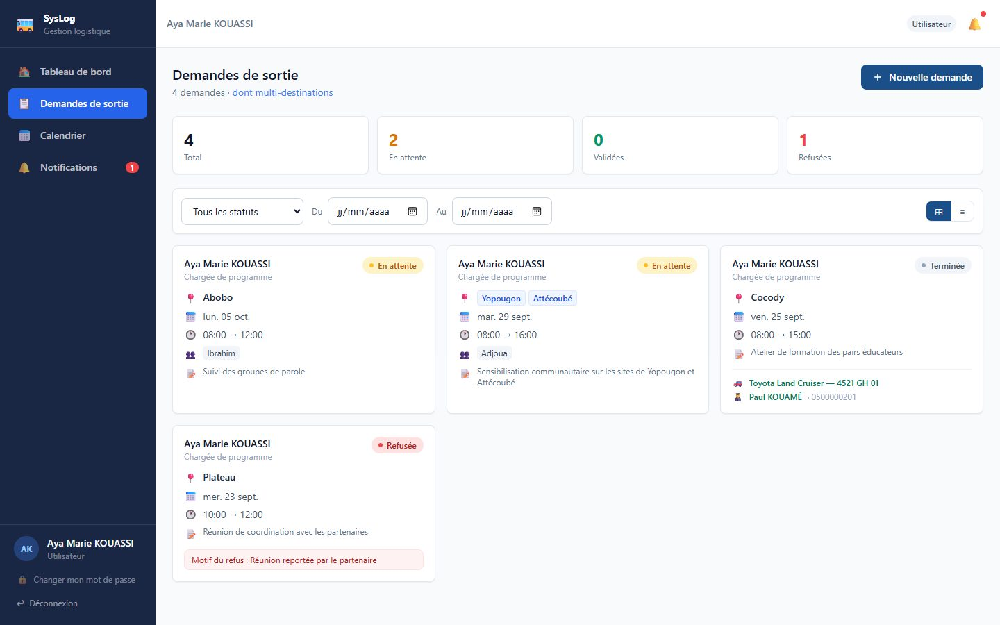 SysLog
Gestion logistique
Tableau de bord
Demandes de sortie
Calendrier
Notifications 1
Aya Marie KOUASSI
Utilisateur
Demandes de sortie
4 demandes · dont multi-destinations
+ Nouvelle demande
4
Total
2
En attente
0
Validées
1
Refusées
Tous les statuts Du jj/mm/aaaa Au jj/mm/aaaa
Aya Marie KOUASSI
Chargée de programme
En attente
Abobo
lun. 05 oct.
08:00 → 12:00
Ibrahim
Suivi des groupes de parole
Aya Marie KOUASSI
Chargée de programme
En attente
Yopougon Attécoubé
mar. 29 sept.
08:00 → 16:00
Adjoua
Sensibilisation communautaire sur les sites de Yopougon et
Attécoubé
Aya Marie KOUASSI
Chargée de programme
Terminée
Cocody
ven. 25 sept.
08:00 → 15:00
Atelier de formation des pairs éducateurs
Toyota Land Cruiser — 4521 GH 01
Paul KOUAMÉ · 0500000201
Aya Marie KOUASSI
Chargée de programme
Refusée
Plateau
mer. 23 sept.
10:00 → 12:00
Réunion de coordination avec les partenaires
Motif du refus : Réunion reportée par le partenaire
AK
Aya Marie KOUASSI
Utilisateur
Changer mon mot de passe
Déconnexion